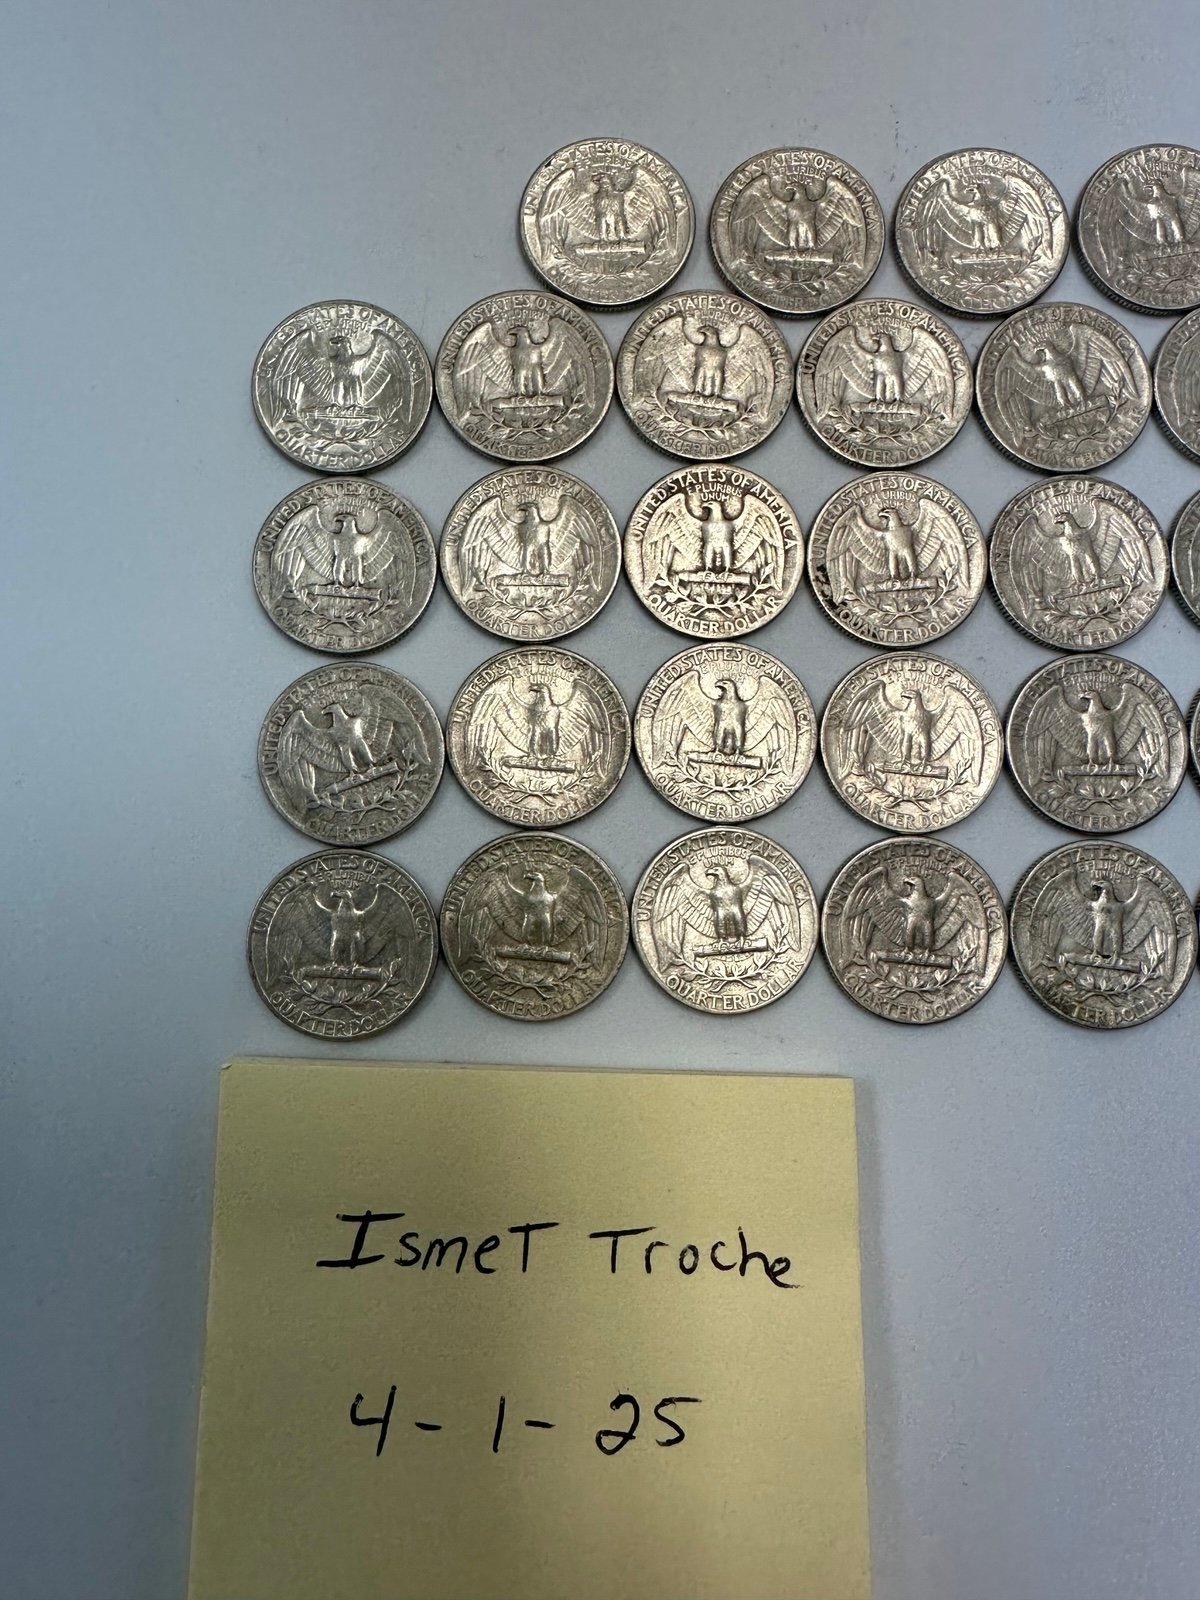 UNITED STATES OF AMERICA
E PLURIBUS
UNUM
QUARTER DOLLAR
Ismet Troche
4-1-25